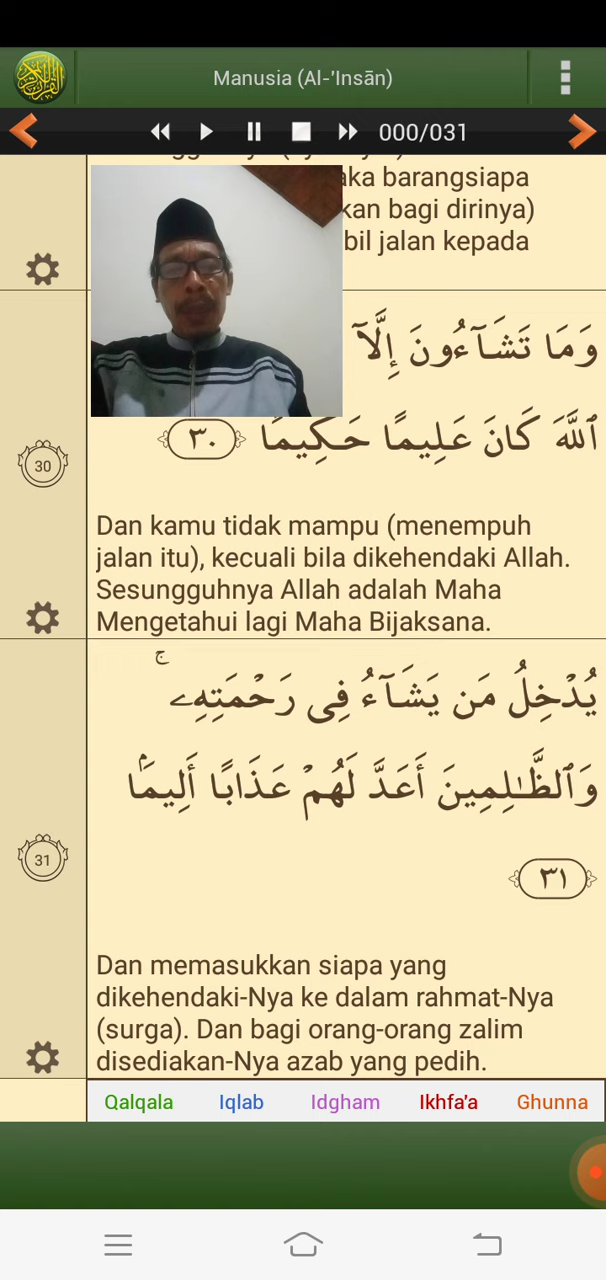 Manusia (Al-'Insān)
000/031
barangsiapa
kan bagi dirinya)
bil jalan kepada
وَمَا تَشَآءُونَ إِلَّآ
ٱللَّهَ كَانَ عَلِيمًا حَكِيمًا ٣٠
30
Dan kamu tidak mampu (menempuh
jalan itu), kecuali bila dikehendaki Allah.
Sesungguhnya Allah adalah Maha
Mengetahui lagi Maha Bijaksana.
يُدْخِلُ مَن يَشَآءُ فِى رَحْمَتِهِۦ ۚ
وَٱلظَّـٰلِمِينَ أَعَدَّ لَهُمْ عَذَابًا أَلِيمًۢا
31
٣١
Dan memasukkan siapa yang
dikehendaki-Nya ke dalam rahmat-Nya
(surga). Dan bagi orang-orang zalim
disediakan-Nya azab yang pedih.
Qalqala Iqlab Idgham Ikhfa'a Ghunna